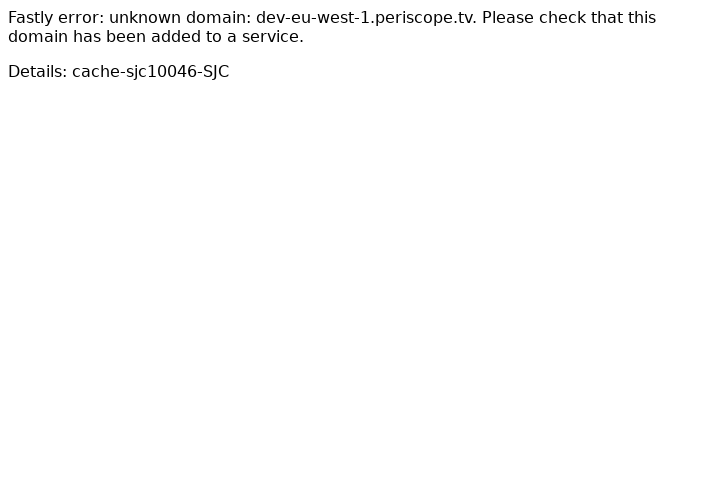 Fastly error: unknown domain: dev-eu-west-1.periscope.tv. Please check that this
domain has been added to a service.
Details: cache-sjc10046-SJC